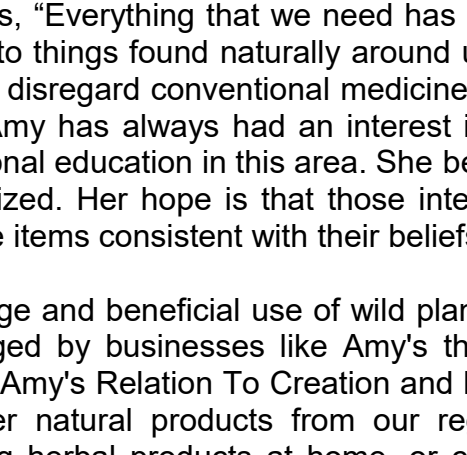 s, “Everything that we need has
to things found naturally around
disregard conventional medicine
Amy has always had an interest
onal education in this area. She be
ized. Her hope is that those inte
e items consistent with their beliefs
ge and beneficial use of wild plan
ged by businesses like Amy's th
Amy's Relation To Creation and
er natural products from our re
g herbal products at home, or